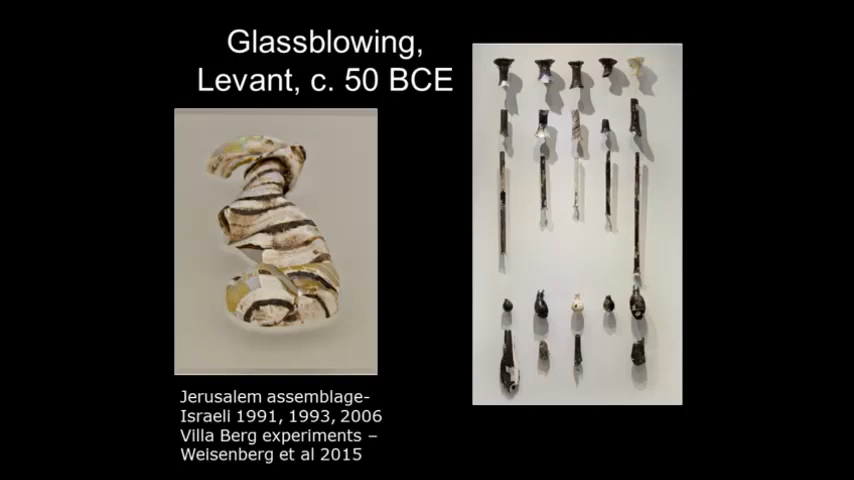 Glassblowing,
Levant, c. 50 BCE
Jerusalem assemblage-
Israeli 1991, 1993, 2006
Villa Berg experiments –
Weisenberg et al 2015